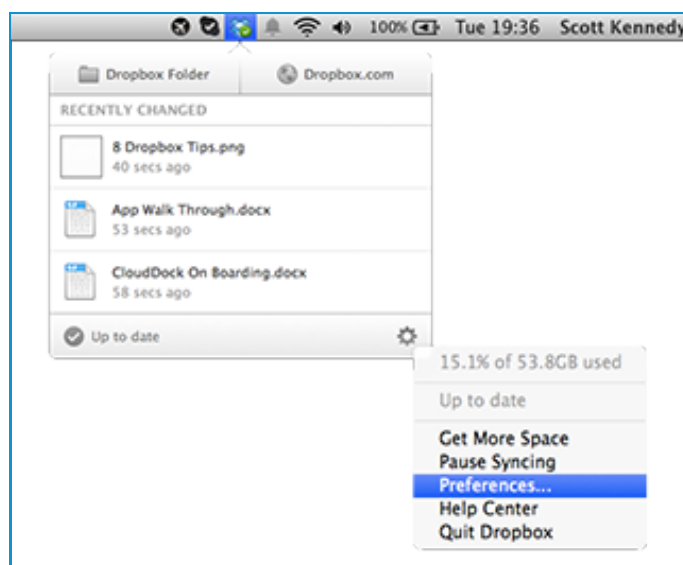 100% Tue 19:36 Scott Kennedy
Dropbox Folder Dropbox.com
RECENTLY CHANGED
8 Dropbox Tips.png
40 secs ago
App Walk Through.docx
53 secs ago
CloudDock On Boarding.docx
58 secs ago
Up to date
15.1% of 53.8GB used
Up to date
Get More Space
Pause Syncing
Preferences...
Help Center
Quit Dropbox